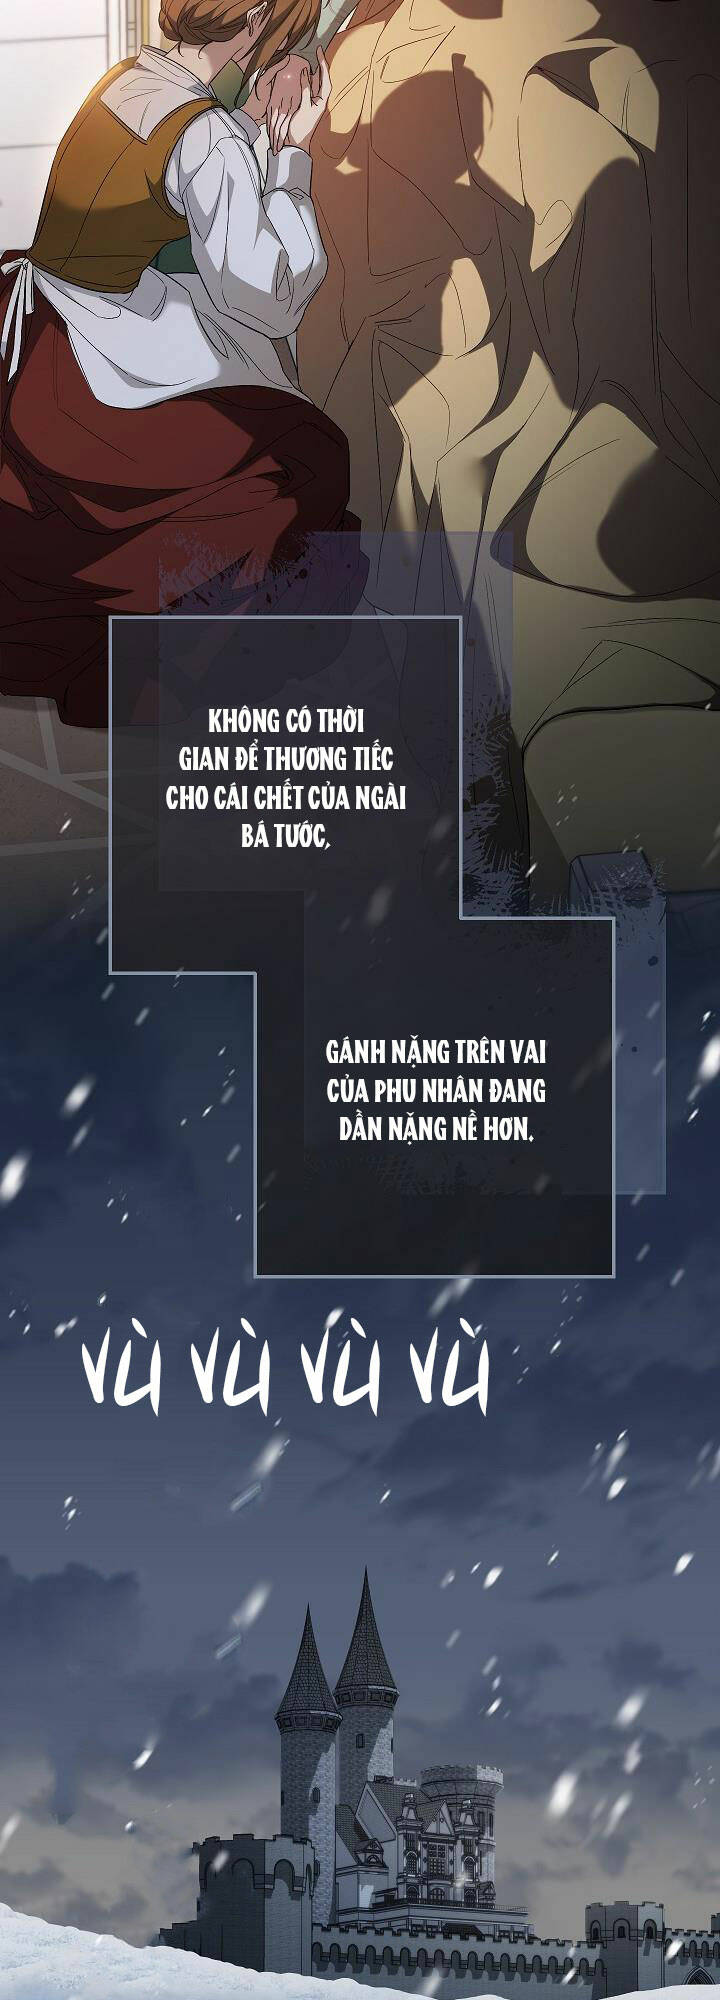 KHÔNG CÓ THỜI
GIAN ĐỂ THƯƠNG TIẾC
CHO CÁI CHẾT CỦA NGÀI
BÁ TƯỚC,
GÁNH NẶNG TRÊN VAI
CỦA PHU NHÂN ĐANG
DẦN NẶNG NỀ HƠN.
VÙ VÙ VÙ VÙ